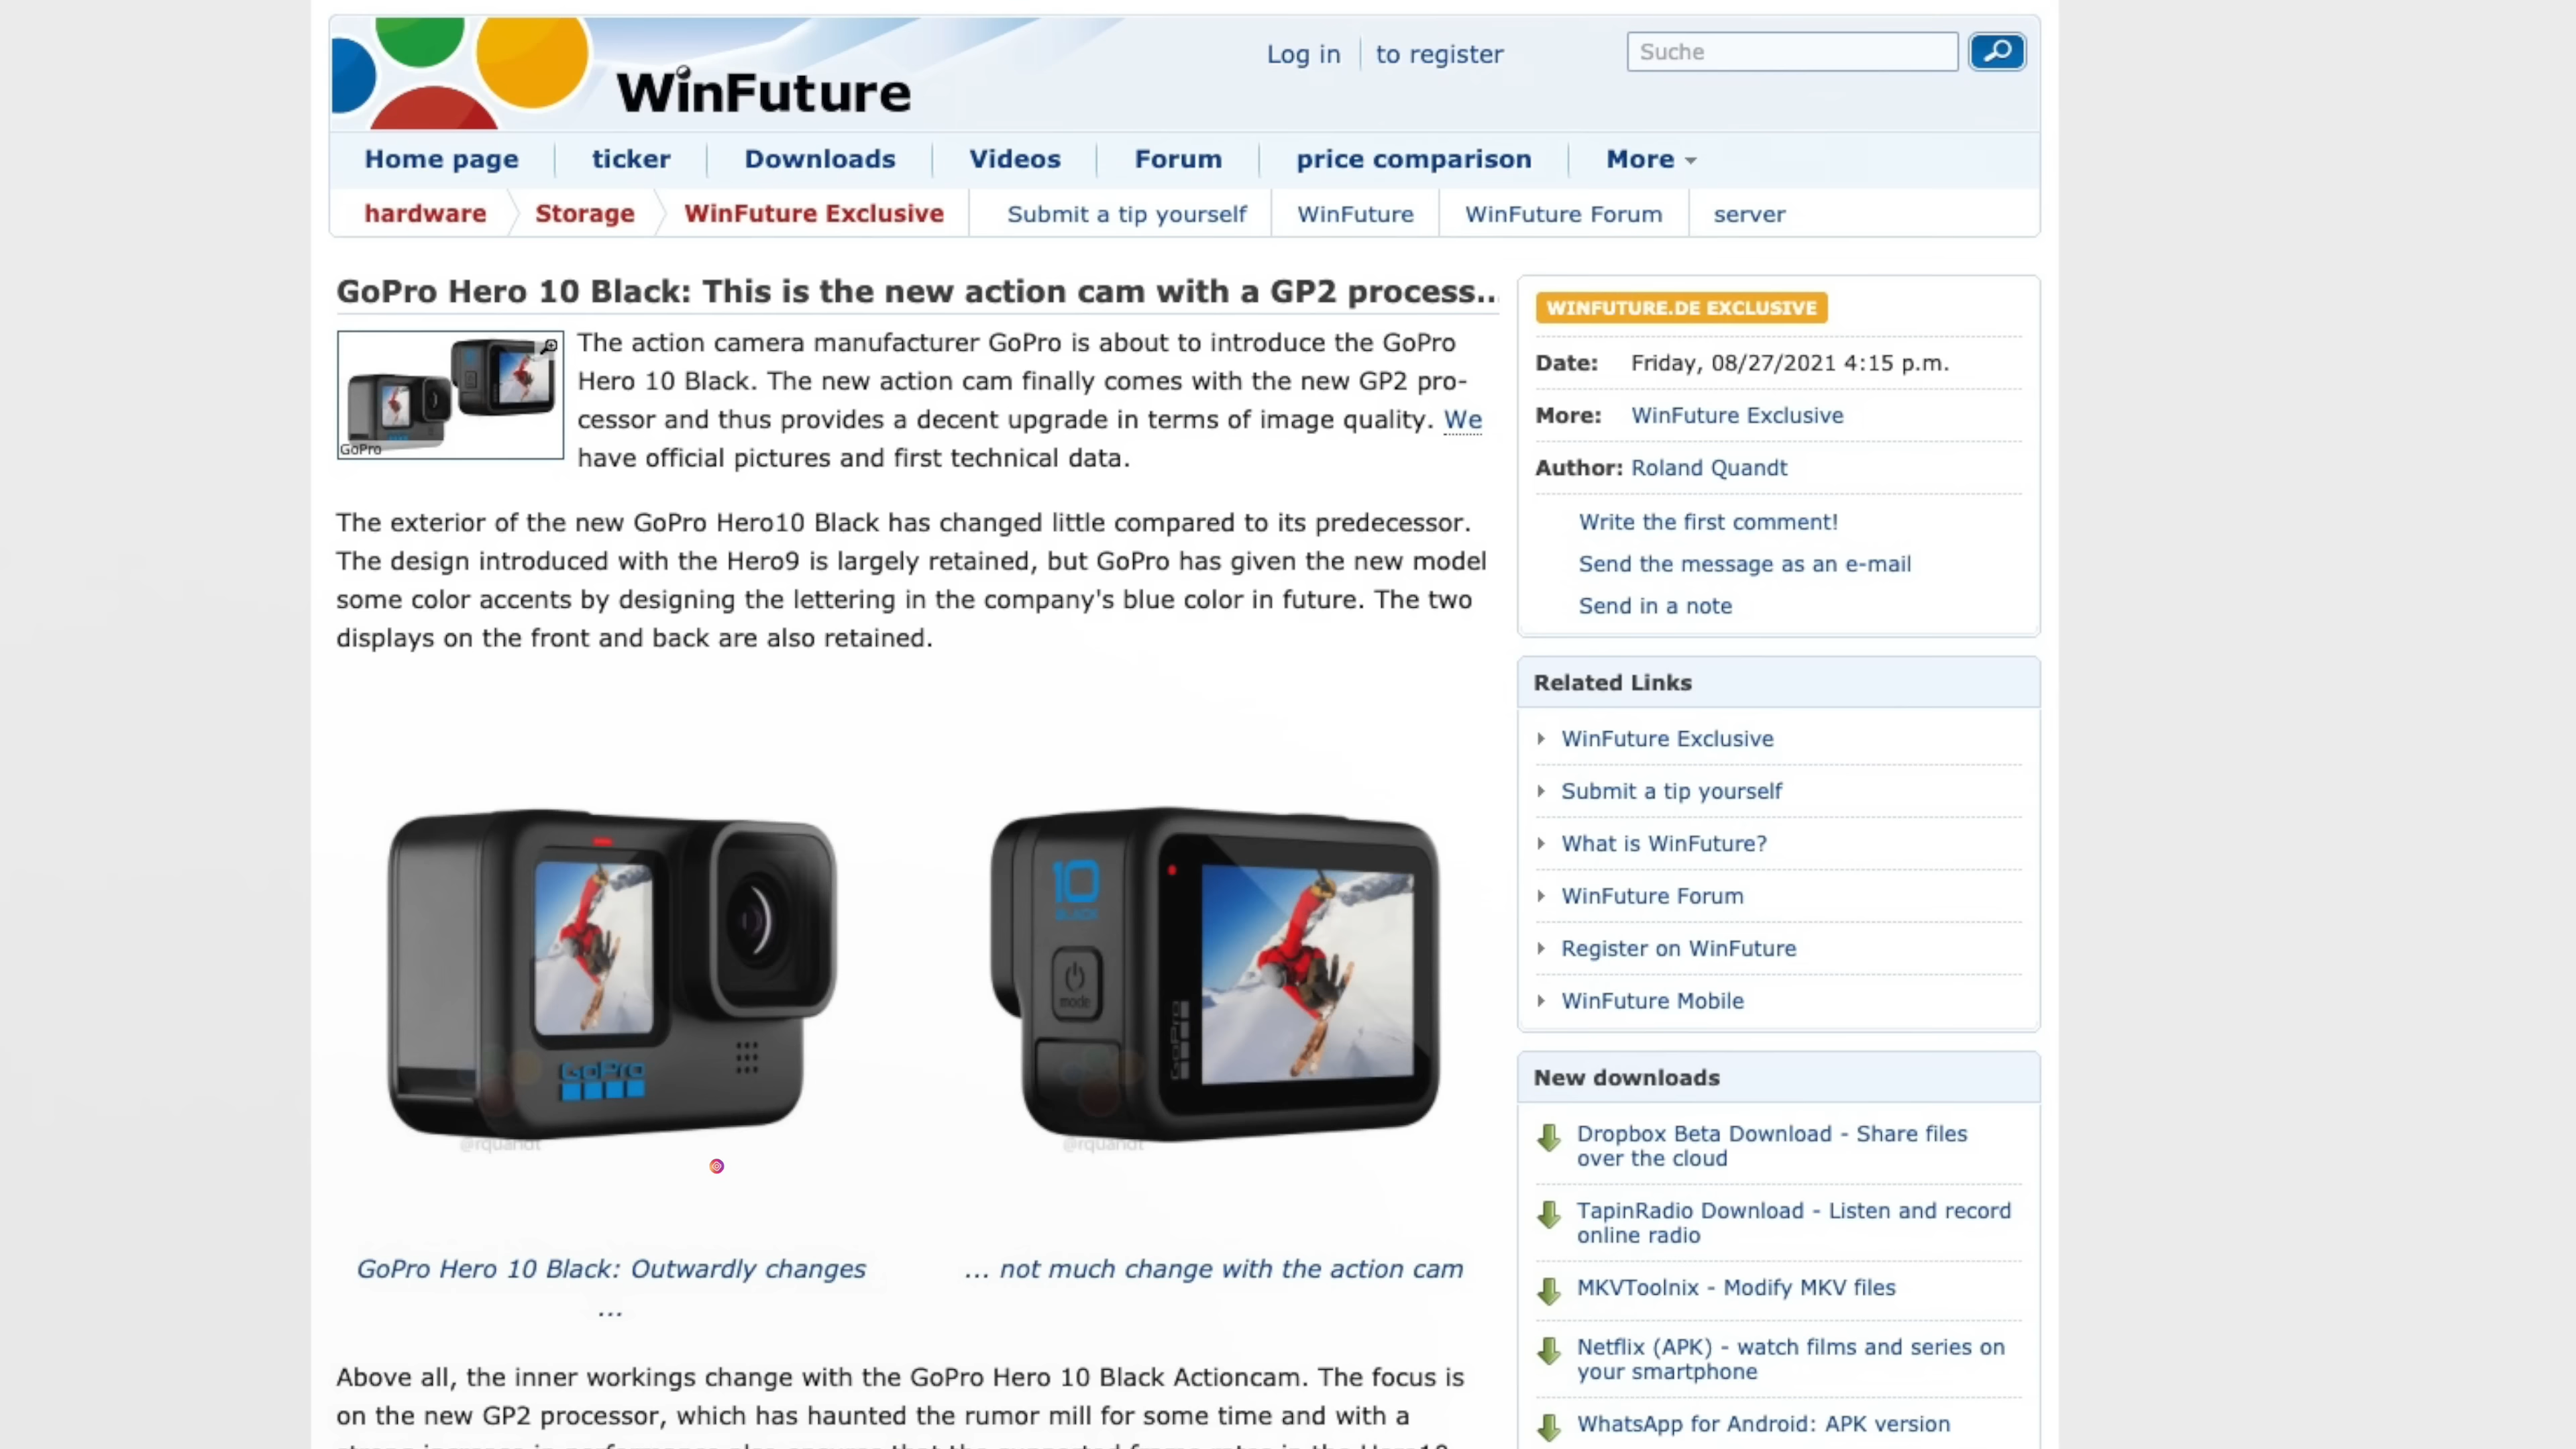 WinFuture
Log in
to register
Suche
Home page
ticker
Downloads
Videos
Forum
price comparison
More
hardware
Storage
WinFuture Exclusive
Submit a tip yourself
WinFuture
WinFuture Forum
server
GoPro Hero 10 Black: This is the new action cam with a GP2 process...
GoPro
The action camera manufacturer GoPro is about to introduce the GoPro
Hero 10 Black. The new action cam finally comes with the new GP2 pro-
cessor and thus provides a decent upgrade in terms of image quality. We
have official pictures and first technical data.
The exterior of the new GoPro Hero10 Black has changed little compared to its predecessor.
The design introduced with the Hero9 is largely retained, but GoPro has given the new model
some color accents by designing the lettering in the company's blue color in future. The two
displays on the front and back are also retained.
GoPro
@rquandt
10
BLACK
mode
GoPro
@rquandt
GoPro Hero 10 Black: Outwardly changes
...
... not much change with the action cam
Above all, the inner workings change with the GoPro Hero 10 Black Actioncam. The focus is
on the new GP2 processor, which has haunted the rumor mill for some time and with a
WINFUTURE.DE EXCLUSIVE
Date: Friday, 08/27/2021 4:15 p.m.
More: WinFuture Exclusive
Author: Roland Quandt
Write the first comment!
Send the message as an e-mail
Send in a note
Related Links
WinFuture Exclusive
Submit a tip yourself
What is WinFuture?
WinFuture Forum
Register on WinFuture
WinFuture Mobile
New downloads
Dropbox Beta Download - Share files
over the cloud
TapinRadio Download - Listen and record
online radio
MKVToolnix - Modify MKV files
Netflix (APK) - watch films and series on
your smartphone
WhatsApp for Android: APK version